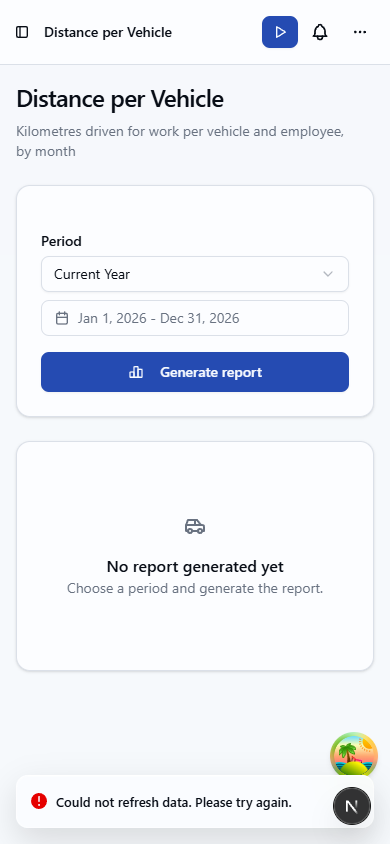 Distance per Vehicle
Distance per Vehicle
Kilometres driven for work per vehicle and employee,
by month
Period
Current Year
Jan 1, 2026 - Dec 31, 2026
Generate report
No report generated yet
Choose a period and generate the report.
Could not refresh data. Please try again.
N